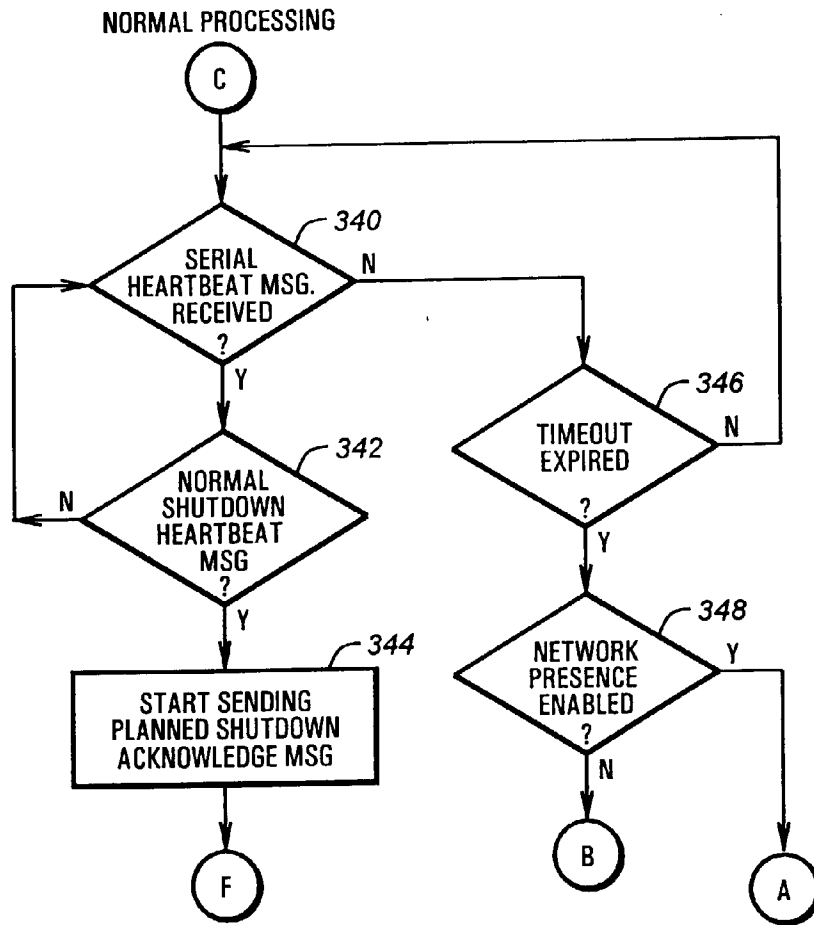 NORMAL PROCESSING
C
340
SERIAL
HEARTBEAT MSG.
RECEIVED
?
N
Y
346
TIMEOUT
EXPIRED
?
N
Y
342
NORMAL
SHUTDOWN
HEARTBEAT
MSG
?
N
Y
348
NETWORK
PRESENCE
ENABLED
?
Y
N
344
START SENDING
PLANNED SHUTDOWN
ACKNOWLEDGE MSG
B
F
A